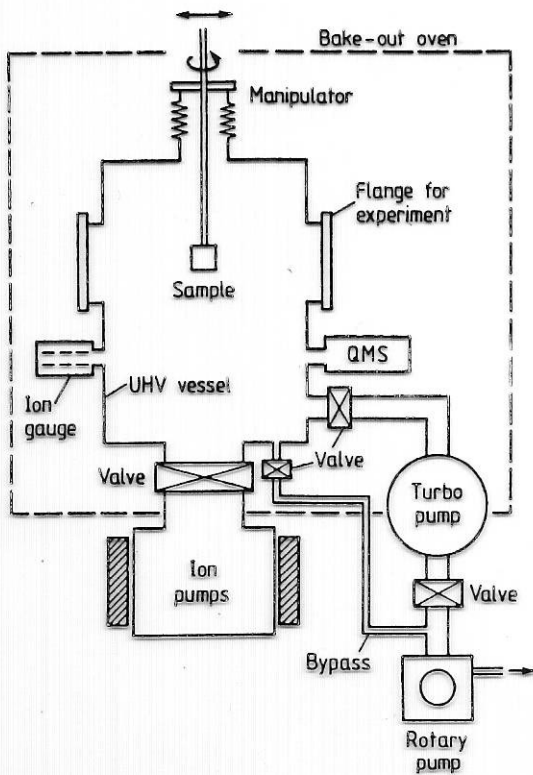 Bake-out oven
Manipulator
Flange for
experiment
Sample
QMS
Ion
gauge
UHV vessel
Valve
Valve
Turbo
pump
Ion
pumps
Valve
Bypass
Rotary
pump